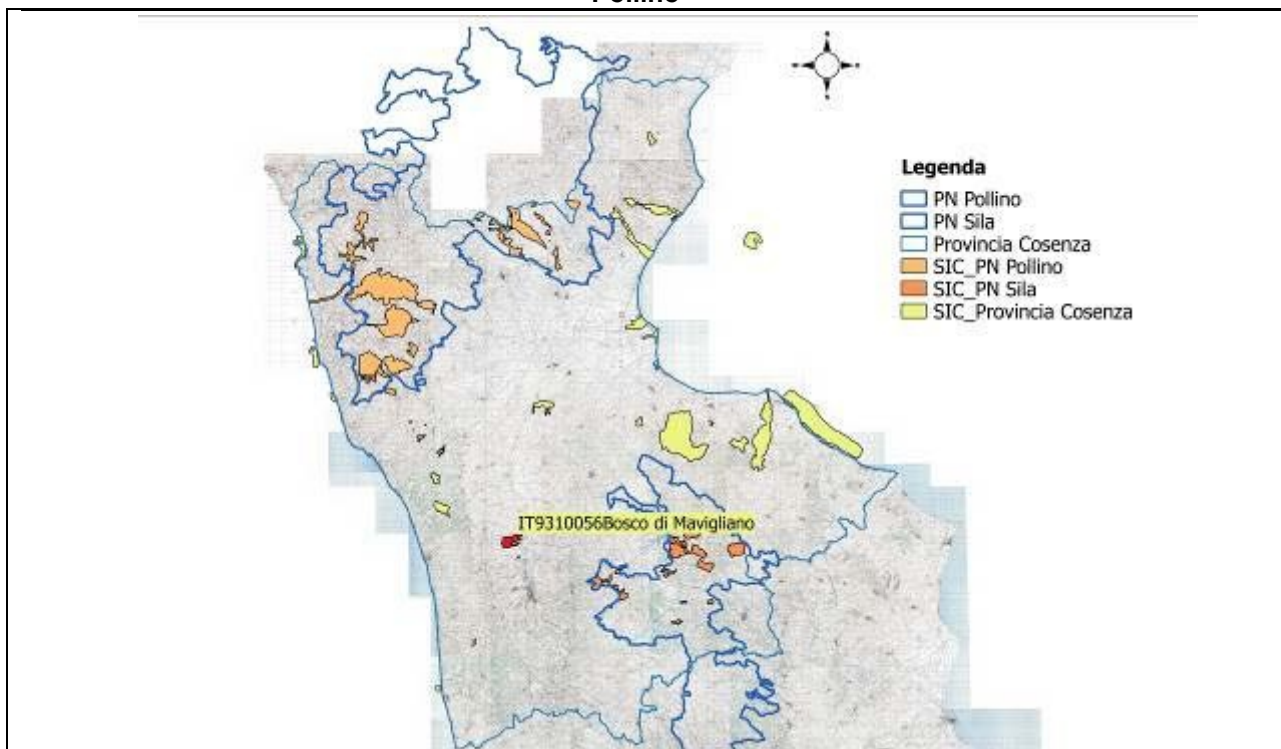 Pollino
Legenda
PN Pollino
PN Sila
Provincia Cosenza
SIC_PN Pollino
SIC_PN Sila
SIC_Provincia Cosenza
IT9310056Bosco di Mavigliano